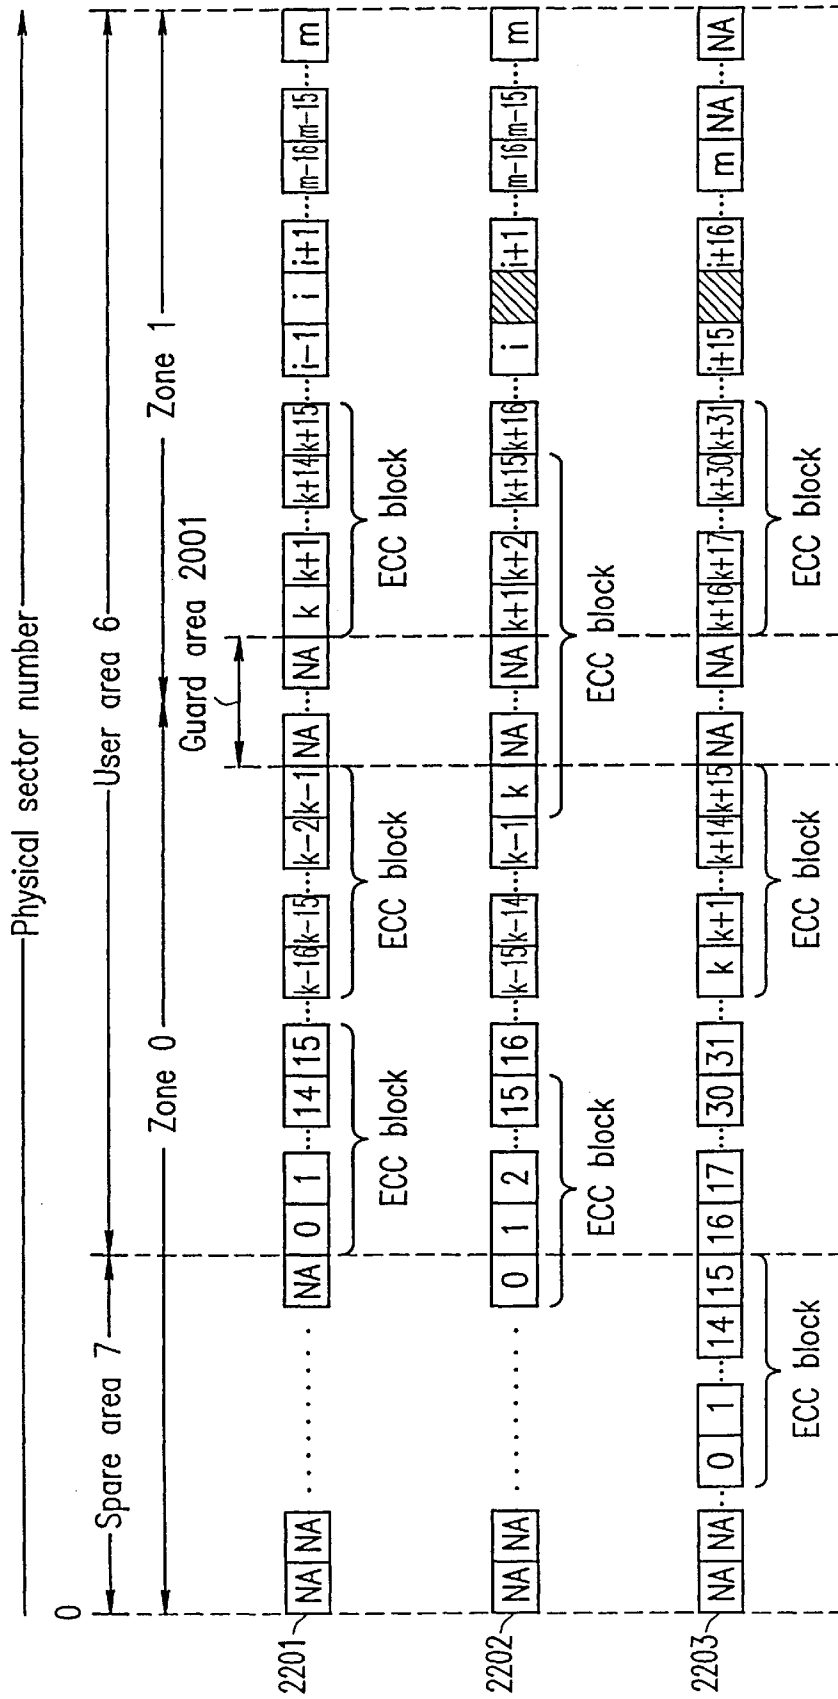 Physical sector number
0
Spare area 7
User area 6
Zone 0
Zone 1
Guard area 2001
2201
NA NA ········ NA 0 1 ··· 14 15 ··· k-16 k-15 ··· k-2 k-1 NA ··· NA k k+1 ··· k+14 k+15 ··· i-1 i i+1 ··· m-16 m-15 ··· m
ECC block ECC block ECC block
2202
NA NA ········ 0 1 2 ··· 15 16 ··· k-15 k-14 ··· k-1 k NA ··· NA k+1 k+2 ··· k+15 k+16 ··· i i+1 ··· m-16 m-15 ··· m
ECC block ECC block
2203
NA NA ··· 0 1 ··· 14 15 16 17 ··· 30 31 ··· k k+1 ··· k+14 k+15 NA ··· NA k+16 k+17 ··· k+30 k+31 ··· i+15 i+16 ··· m NA ··· NA
ECC block ECC block ECC block